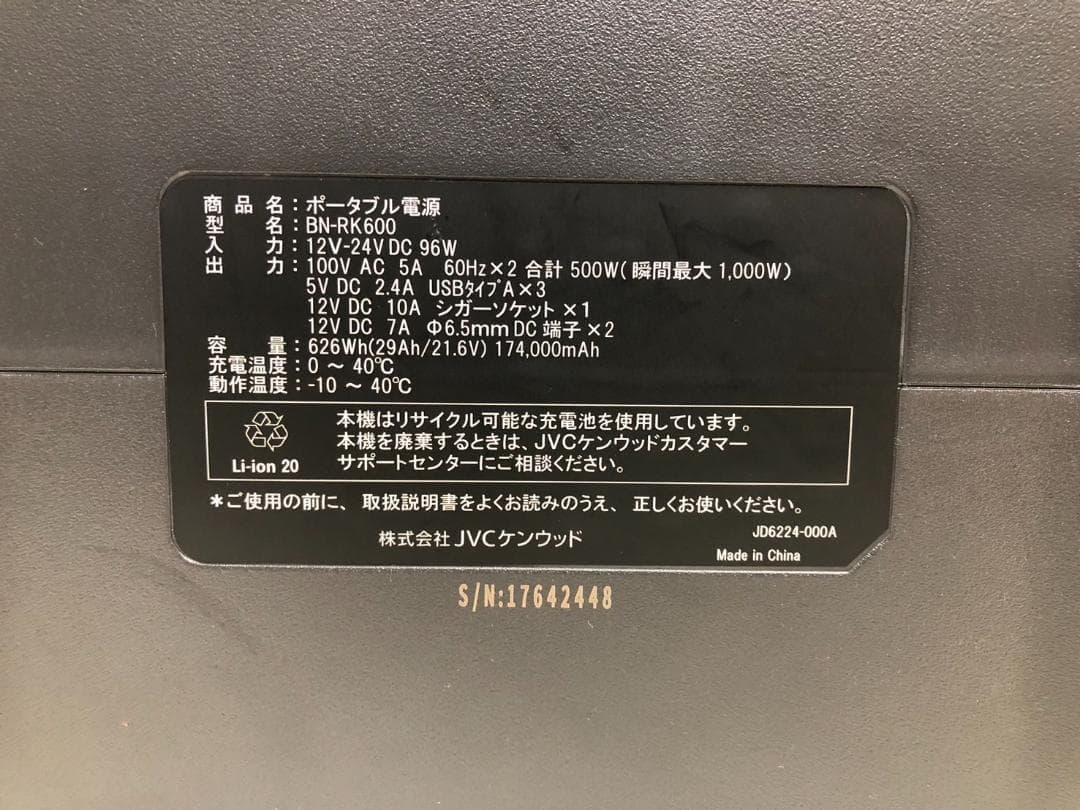 商品名：ポータブル電源
型名：BN-RK600
入力：12V-24V DC 96W
出力：100V AC 5A 60Hz×2 合計 500W（瞬間最大 1,000W）
5V DC 2.4A USBﾀｲﾌﾟA×3
12V DC 10A シガーソケット ×1
12V DC 7A Φ6.5mm DC 端子×2
容量：626Wh(29Ah/21.6V) 174,000mAh
充電温度：0 ～ 40℃
動作温度：-10 ～ 40℃
本機はリサイクル可能な充電池を使用しています。
本機を廃棄するときは、JVCケンウッドカスタマー
サポートセンターにご相談ください。
Li-ion 20
＊ご使用の前に、取扱説明書をよくお読みのうえ、正しくお使いください。
株式会社 JVCケンウッド
JD6224-000A
Made in China
S/N:17642448